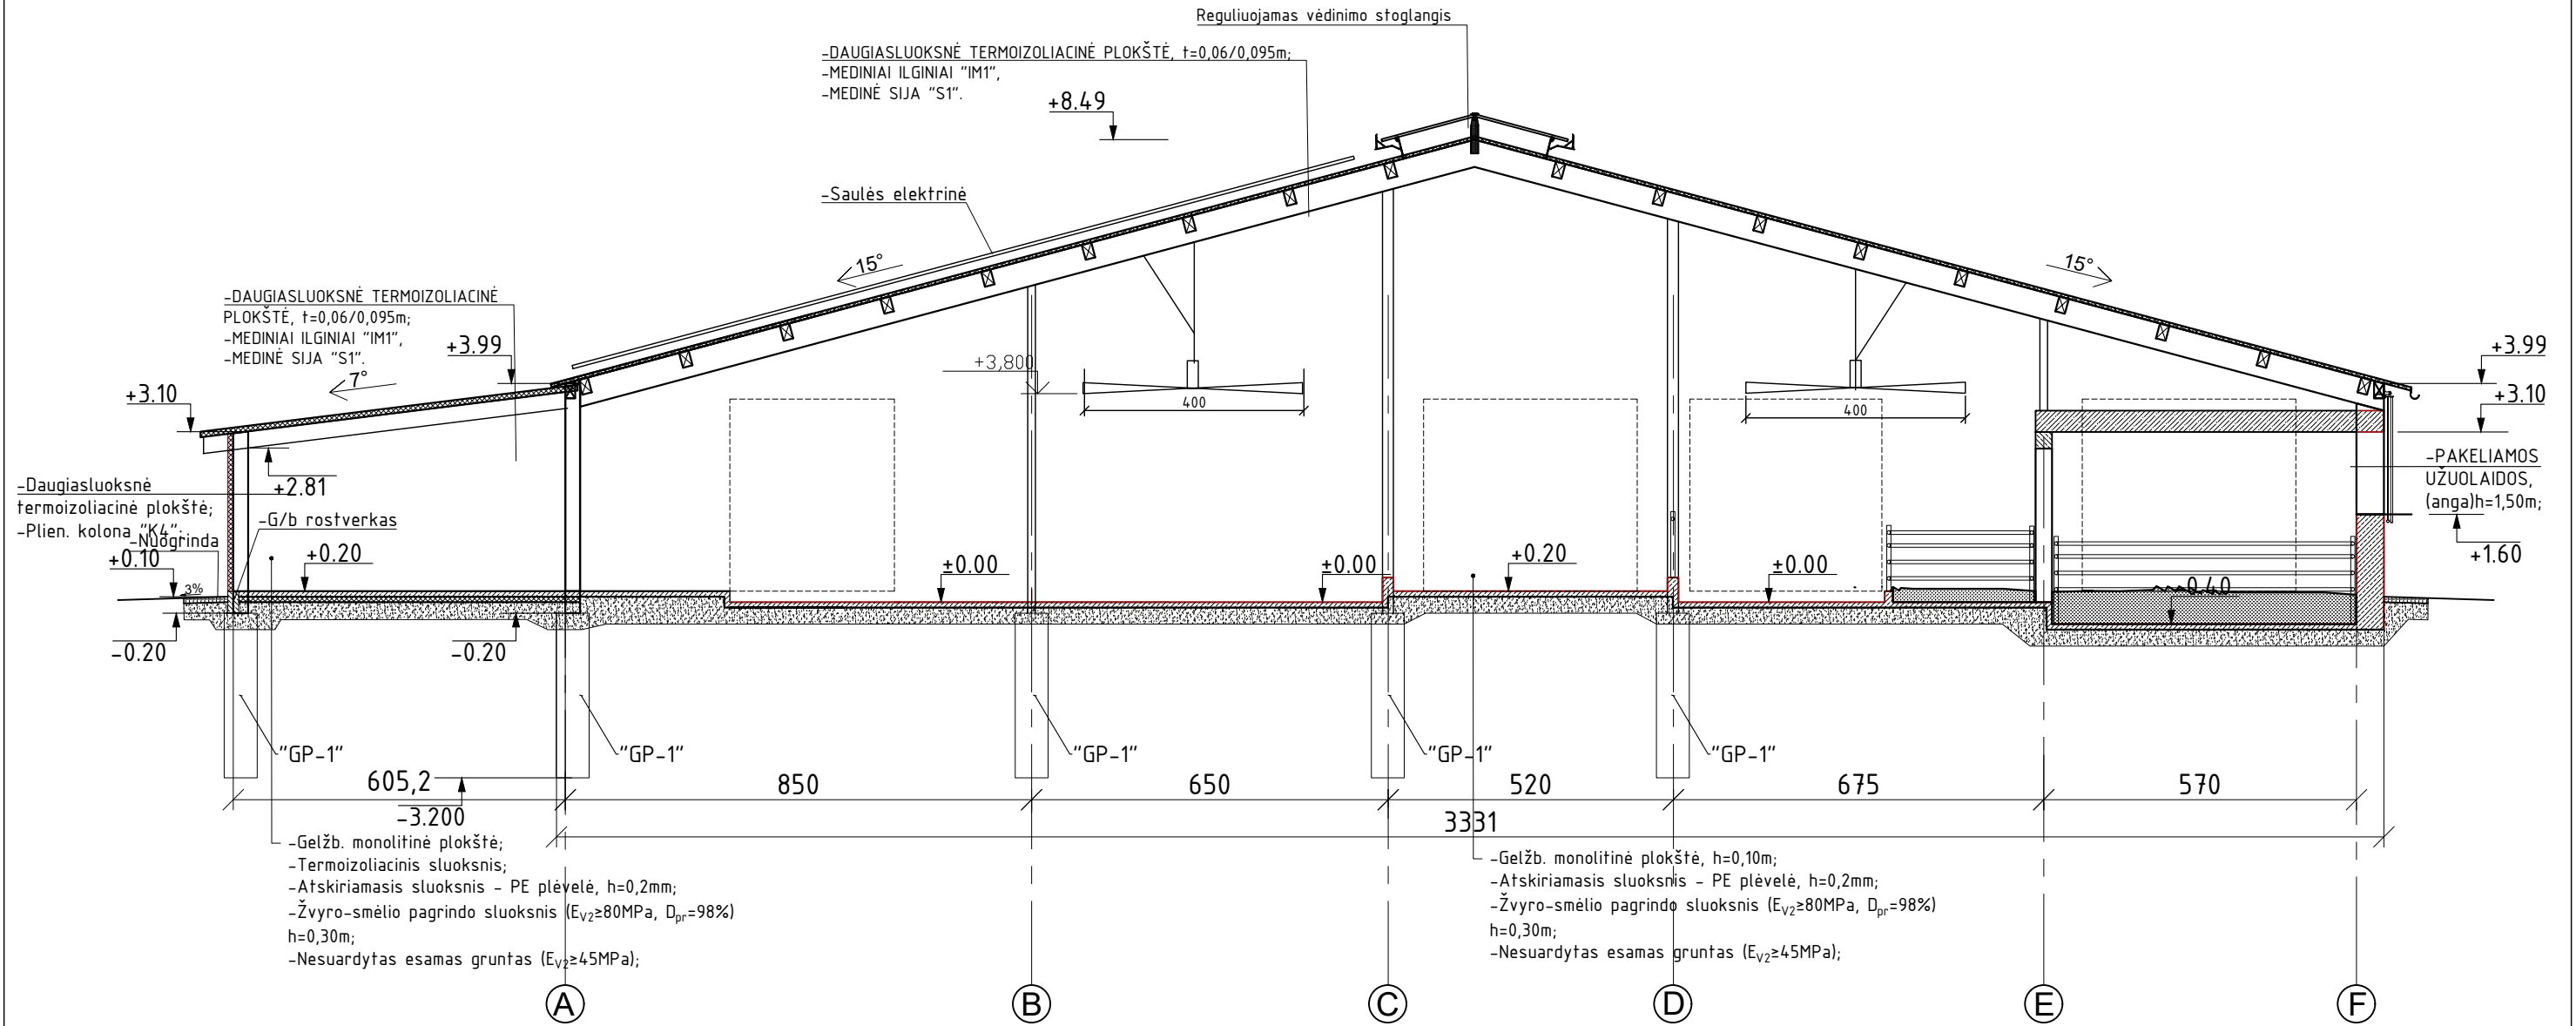 Reguliuojamas vėdinimo stoglangis
-DAUGIASLUOKSNĖ TERMOIZOLIACINĖ PLOKŠTĖ, t=0,06/0,095m;
-MEDINIAI ILGINIAI "IM1",
-MEDINĖ SIJA "S1".
+8.49
-Saulės elektrinė
15°
15°
-DAUGIASLUOKSNĖ TERMOIZOLIACINĖ
PLOKŠTĖ, t=0,06/0,095m;
-MEDINIAI ILGINIAI "IM1",
-MEDINĖ SIJA "S1".
+3.99
7°
+3.10
+3,800
400
400
+3.99
+3.10
-PAKELIAMOS
UŽUOLAIDOS,
(anga)h=1,50m;
+1.60
+2.81
-Daugiasluoksnė
termoizoliacinė plokštė;
-Plien. kolona "K4";
-G/b rostverkas
-Nuogrinda
+0.10
3%
+0.20
±0.00
±0.00
+0.20
±0.00
-0.40
-0.20
-0.20
"GP-1"
"GP-1"
"GP-1"
"GP-1"
"GP-1"
605,2
850
650
520
675
570
-3.200
3331
-Gelžb. monolitinė plokštė;
-Termoizoliacinis sluoksnis;
-Atskiriamasis sluoksnis - PE plėvelė, h=0,2mm;
-Žvyro-smėlio pagrindo sluoksnis (EV2≥80MPa, Dpr=98%)
h=0,30m;
-Nesuardytas esamas gruntas (EV2≥45MPa);
-Gelžb. monolitinė plokštė, h=0,10m;
-Atskiriamasis sluoksnis - PE plėvelė, h=0,2mm;
-Žvyro-smėlio pagrindo sluoksnis (EV2≥80MPa, Dpr=98%)
h=0,30m;
-Nesuardytas esamas gruntas (EV2≥45MPa);
A
B
C
D
E
F